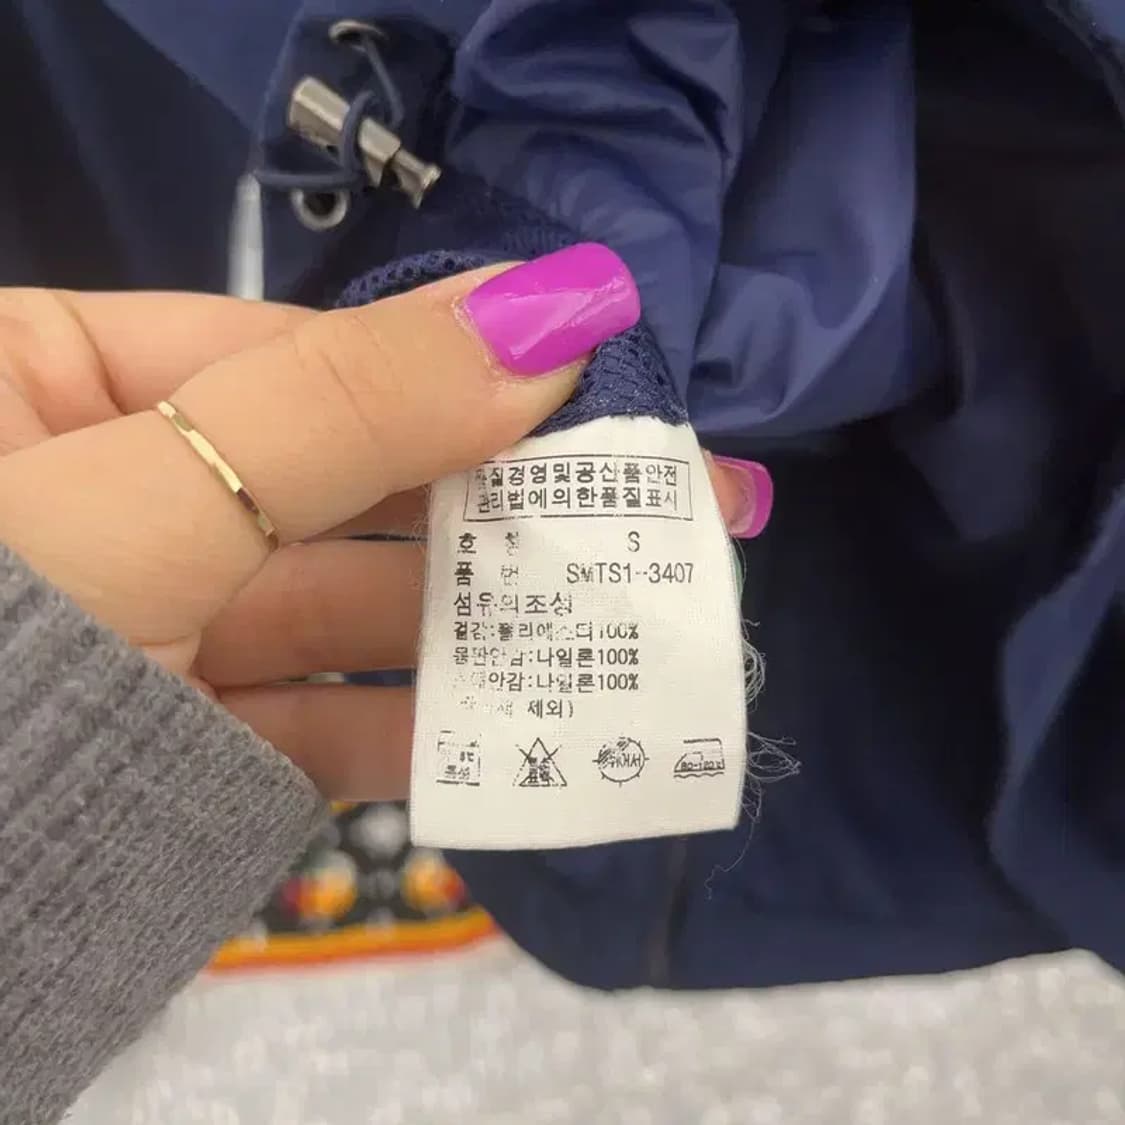 품질경영및공산품안전
관리법에의한품질표시
호칭 S
품번 SMTS1-3407
섬유의조성
겉감:폴리에스터100%
몸판안감:나일론100%
안감:나일론100%
제외)
80-120℃